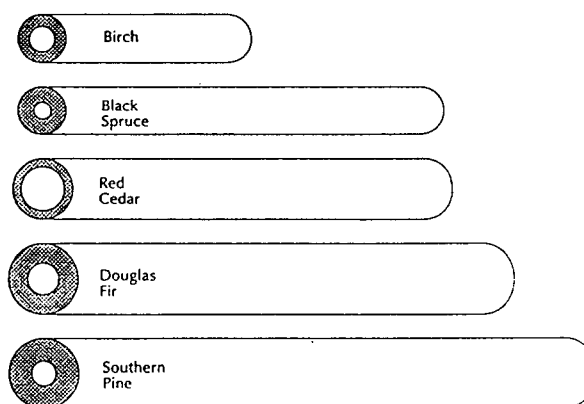 Birch
Black
Spruce
Red
Cedar
Douglas
Fir
Southern
Pine